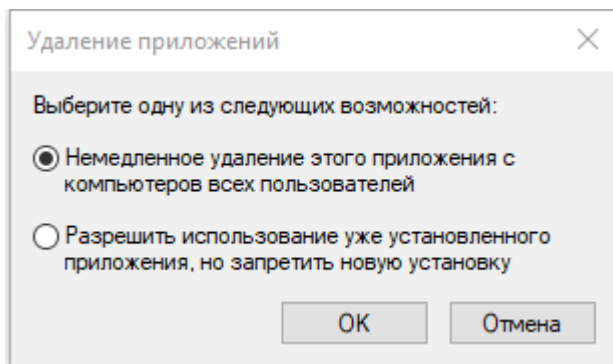 Удаление приложений
Выберите одну из следующих возможностей:
Немедленное удаление этого приложения с
компьютеров всех пользователей
Разрешить использование уже установленного
приложения, но запретить новую установку
OK
Отмена